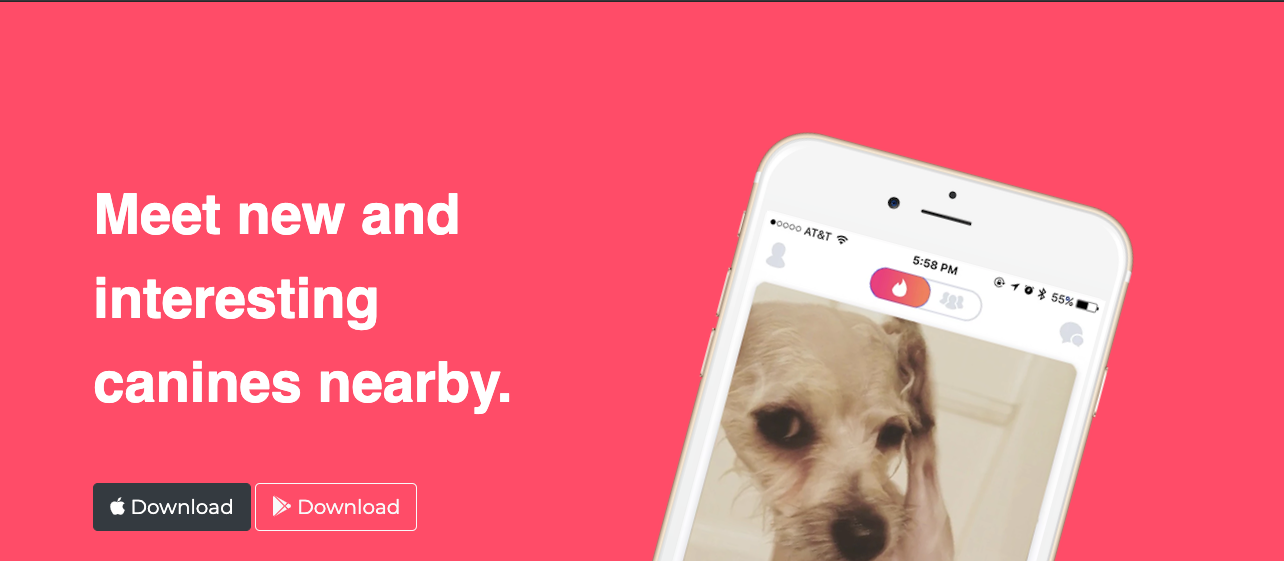 Meet new and
interesting
canines nearby.
Download Download
AT&T
5:58 PM
55%